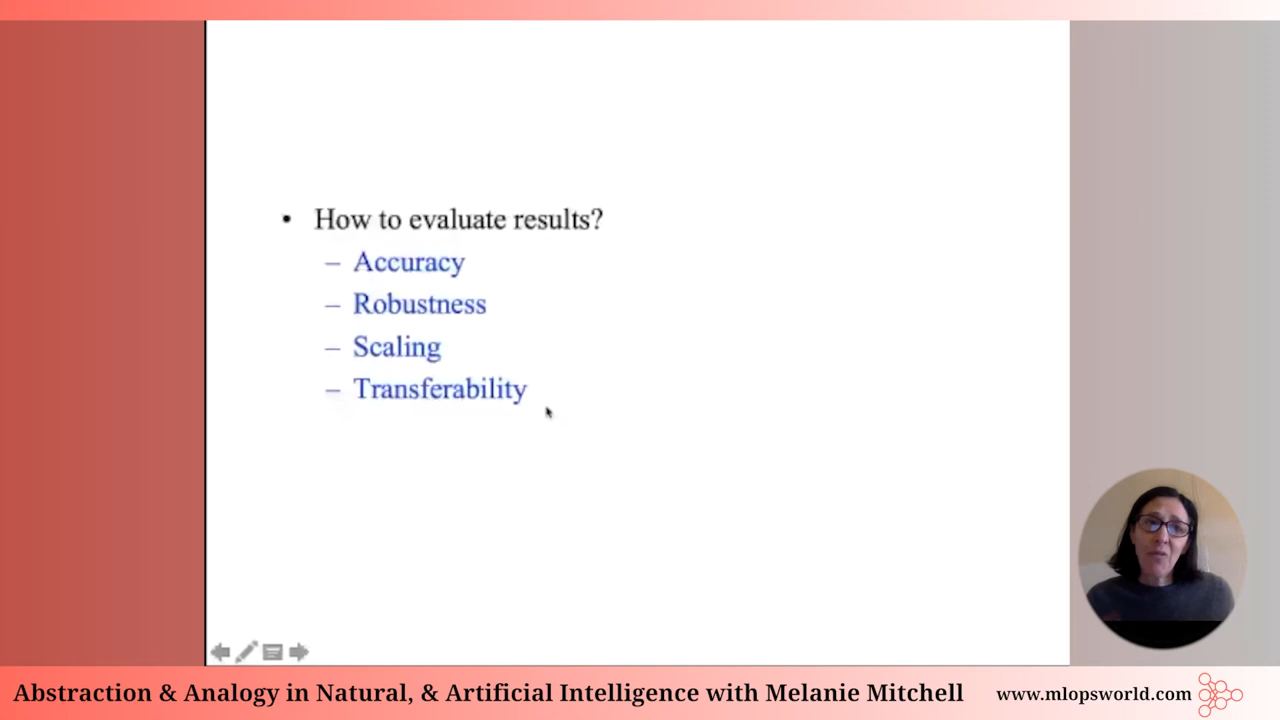 • How to evaluate results?
– Accuracy
– Robustness
– Scaling
– Transferability
Abstraction & Analogy in Natural, & Artificial Intelligence with Melanie Mitchell
www.mlopsworld.com